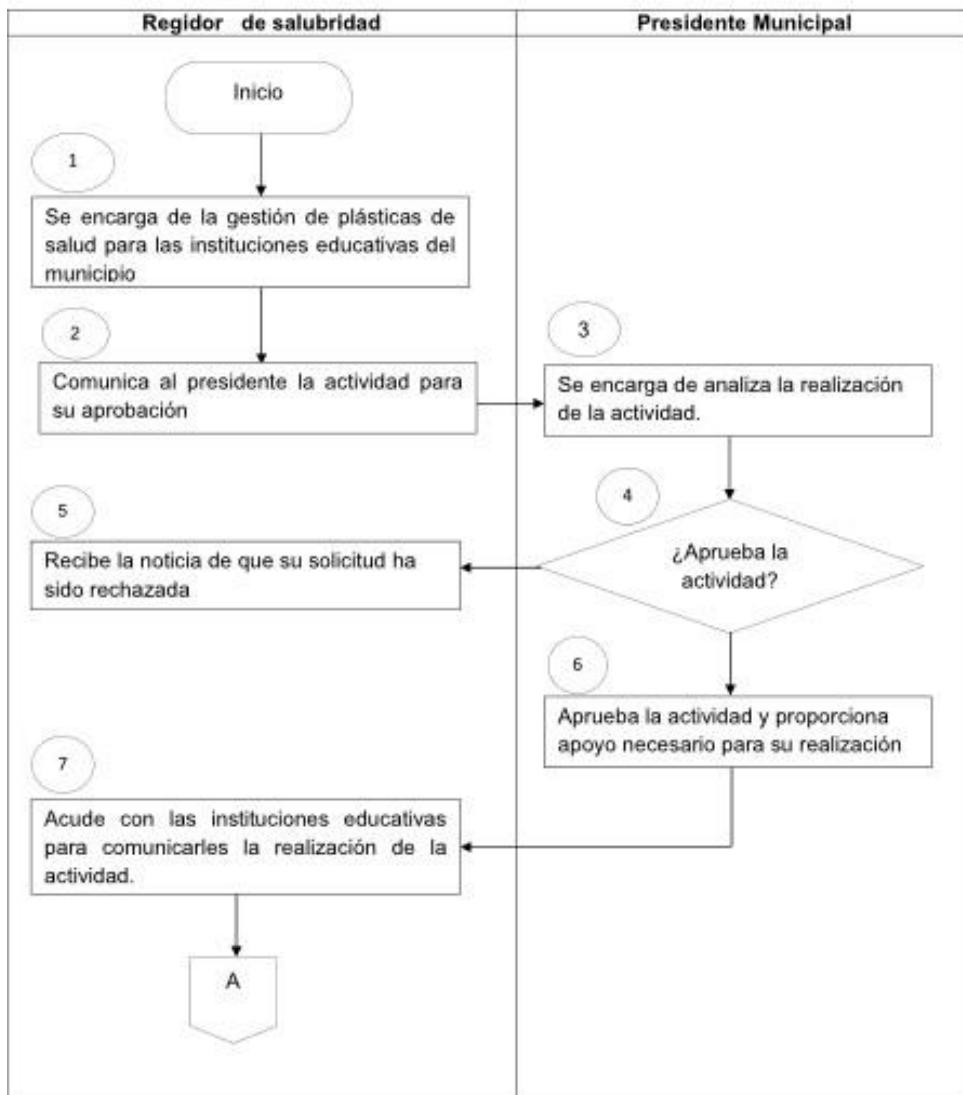 Regidor de salubridad
Presidente Municipal
Inicio
1
Se encarga de la gestión de plásticas de
salud para las instituciones educativas del
municipio
2
Comunica al presidente la actividad para
su aprobación
3
Se encarga de analiza la realización
de la actividad.
4
¿Aprueba la
actividad?
5
Recibe la noticia de que su solicitud ha
sido rechazada
6
Aprueba la actividad y proporciona
apoyo necesario para su realización
7
Acude con las instituciones educativas
para comunicarles la realización de la
actividad.
A